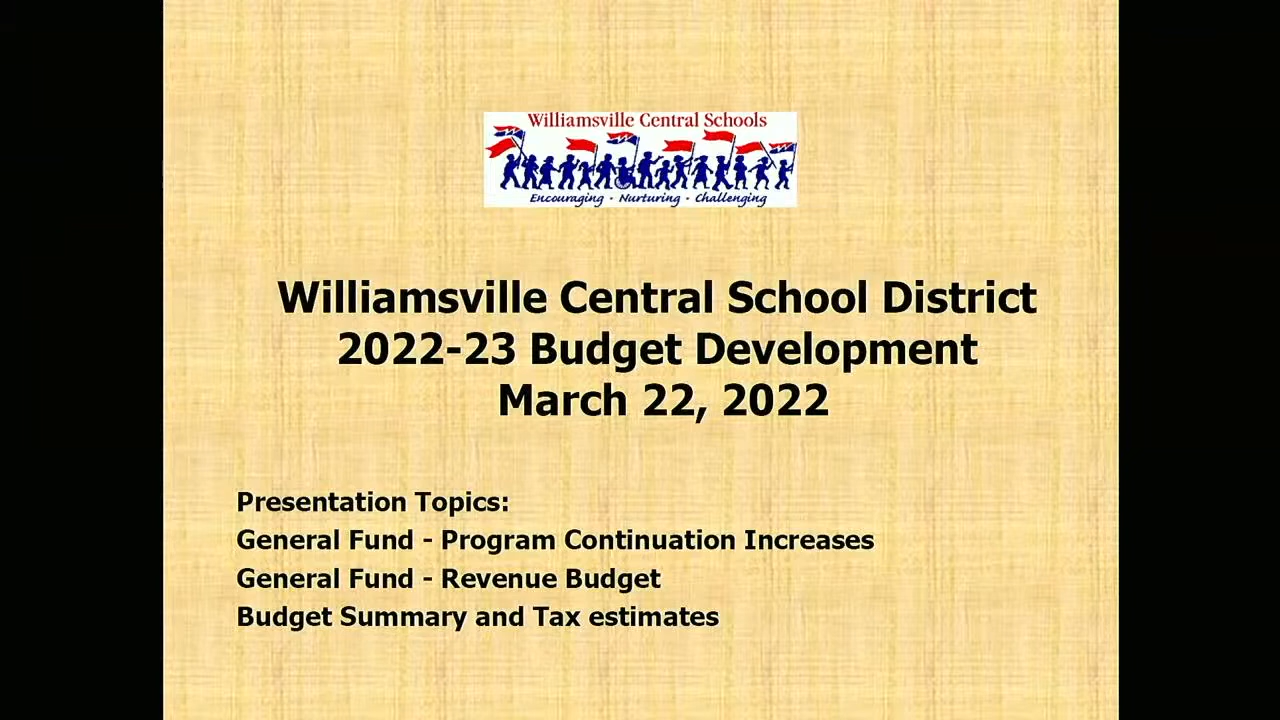 Williamsville Central Schools
Encouraging · Nurturing · Challenging
Williamsville Central School District
2022-23 Budget Development
March 22, 2022
Presentation Topics:
General Fund - Program Continuation Increases
General Fund - Revenue Budget
Budget Summary and Tax estimates